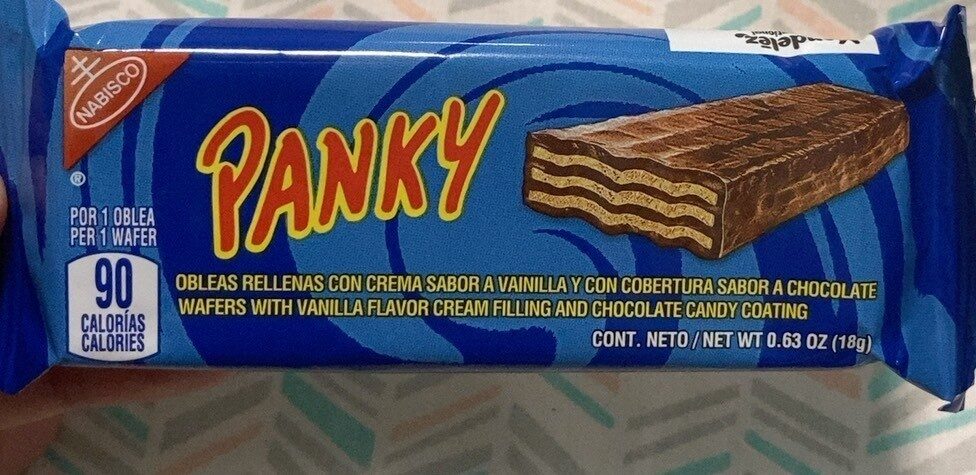 NABISCO
®
Mondelēz
PANKY
POR 1 OBLEA
PER 1 WAFER
90
CALORÍAS
CALORIES
OBLEAS RELLENAS CON CREMA SABOR A VAINILLA Y CON COBERTURA SABOR A CHOCOLATE
WAFERS WITH VANILLA FLAVOR CREAM FILLING AND CHOCOLATE CANDY COATING
CONT. NETO / NET WT 0.63 OZ (18g)